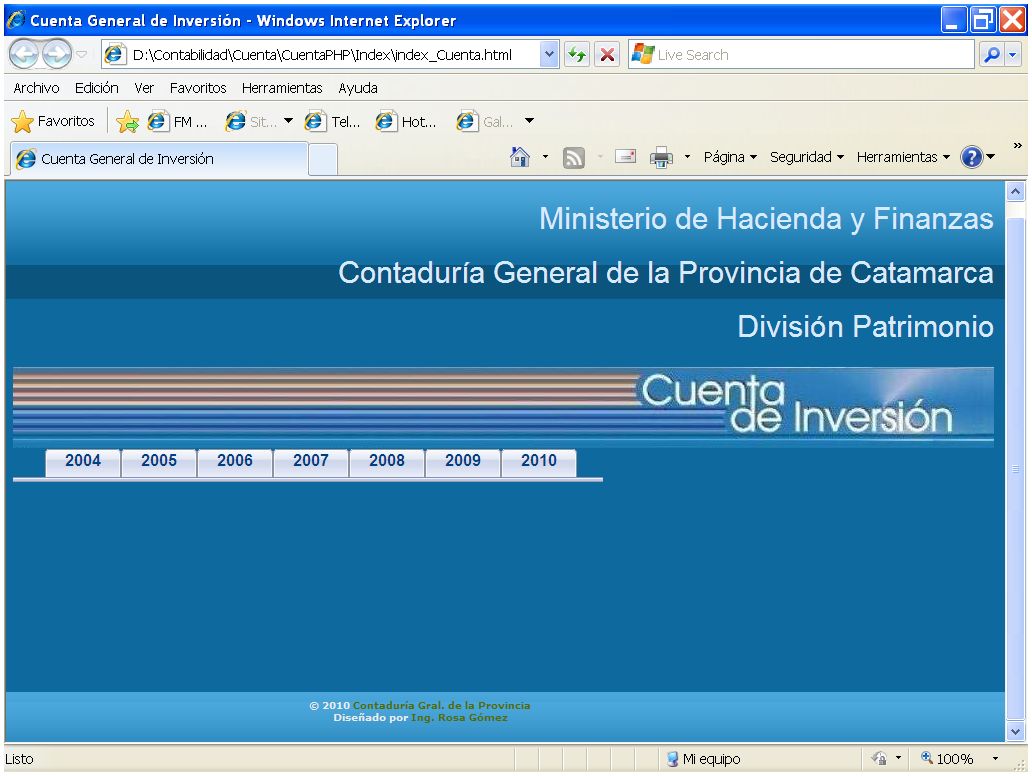 Cuenta General de Inversión - Windows Internet Explorer
D:\Contabilidad\Cuenta\CuentaPHP\Index\index_Cuenta.html
Live Search
Archivo Edición Ver Favoritos Herramientas Ayuda
Favoritos FM ... Sit... Tel... Hot... Gal...
Cuenta General de Inversión
Página Seguridad Herramientas
Ministerio de Hacienda y Finanzas
Contaduría General de la Provincia de Catamarca
División Patrimonio
Cuenta
de Inversión
2004 2005 2006 2007 2008 2009 2010
© 2010 Contaduría Gral. de la Provincia
Diseñado por Ing. Rosa Gómez
Listo Mi equipo 100%